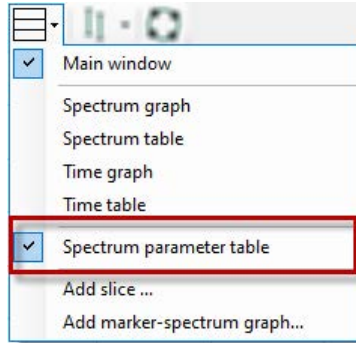 Main window
Spectrum graph
Spectrum table
Time graph
Time table
Spectrum parameter table
Add slice ...
Add marker-spectrum graph...